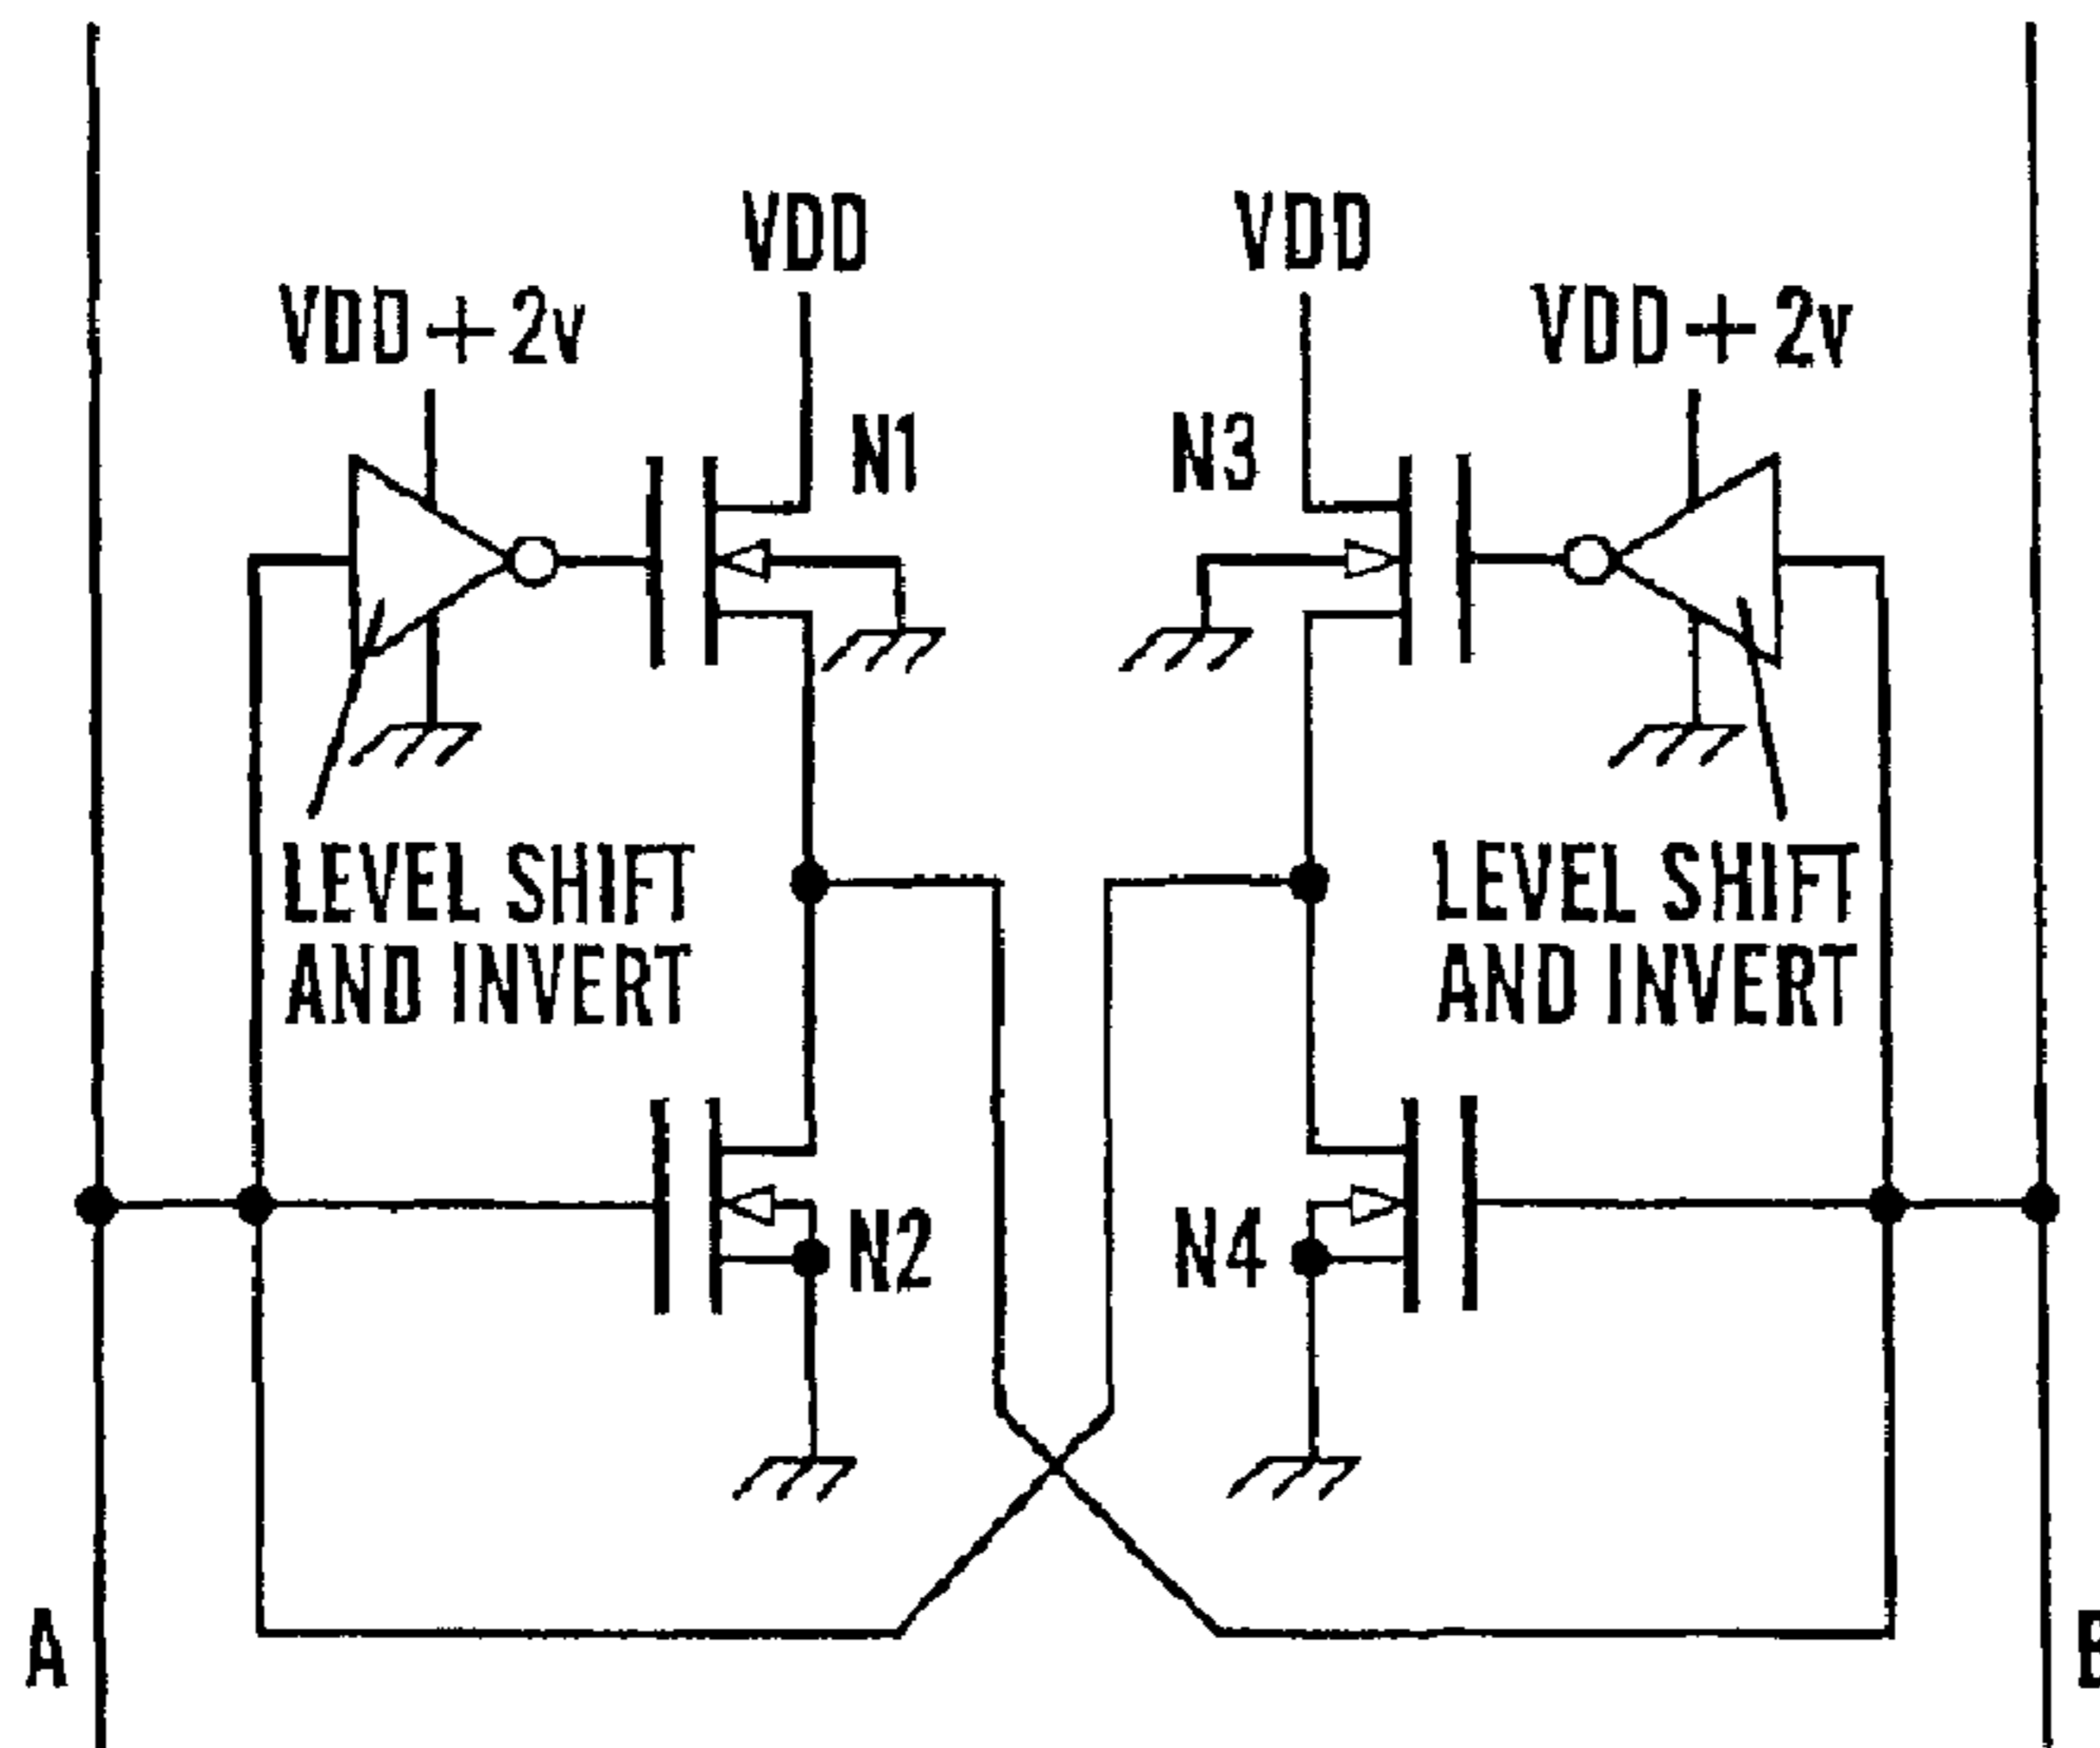 VDD
VDD
VDD+2v
VDD+2v
N1
N3
LEVEL SHIFT
AND INVERT
LEVEL SHIFT
AND INVERT
N2
N4
A